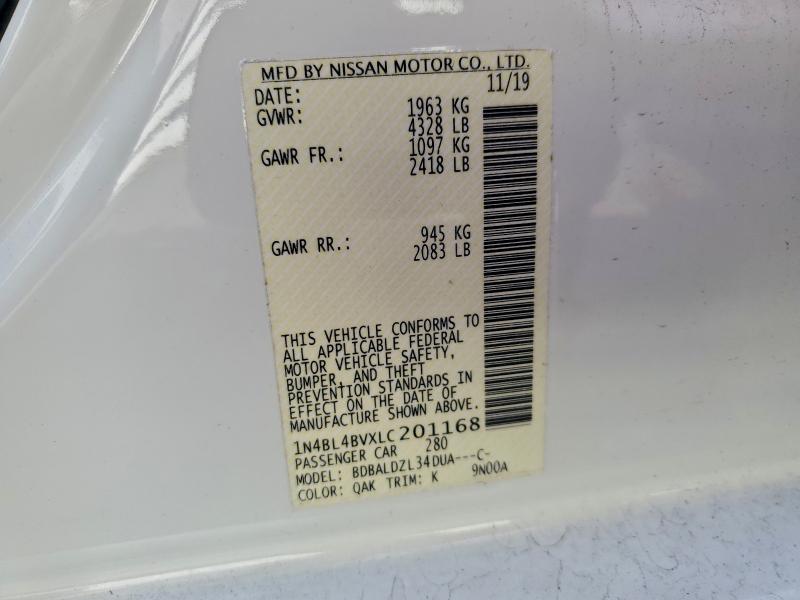 MFD BY NISSAN MOTOR CO., LTD.
DATE: 11/19
GVWR: 1963 KG
4328 LB
GAWR FR.: 1097 KG
2418 LB
GAWR RR.: 945 KG
2083 LB
THIS VEHICLE CONFORMS TO
ALL APPLICABLE FEDERAL
MOTOR VEHICLE SAFETY,
BUMPER, AND THEFT
PREVENTION STANDARDS IN
EFFECT ON THE DATE OF
MANUFACTURE SHOWN ABOVE.
1N4BL4BVXLC201168
PASSENGER CAR 280
MODEL: BDBALDZL34DUA---C-
COLOR: QAK TRIM: K 9N00A